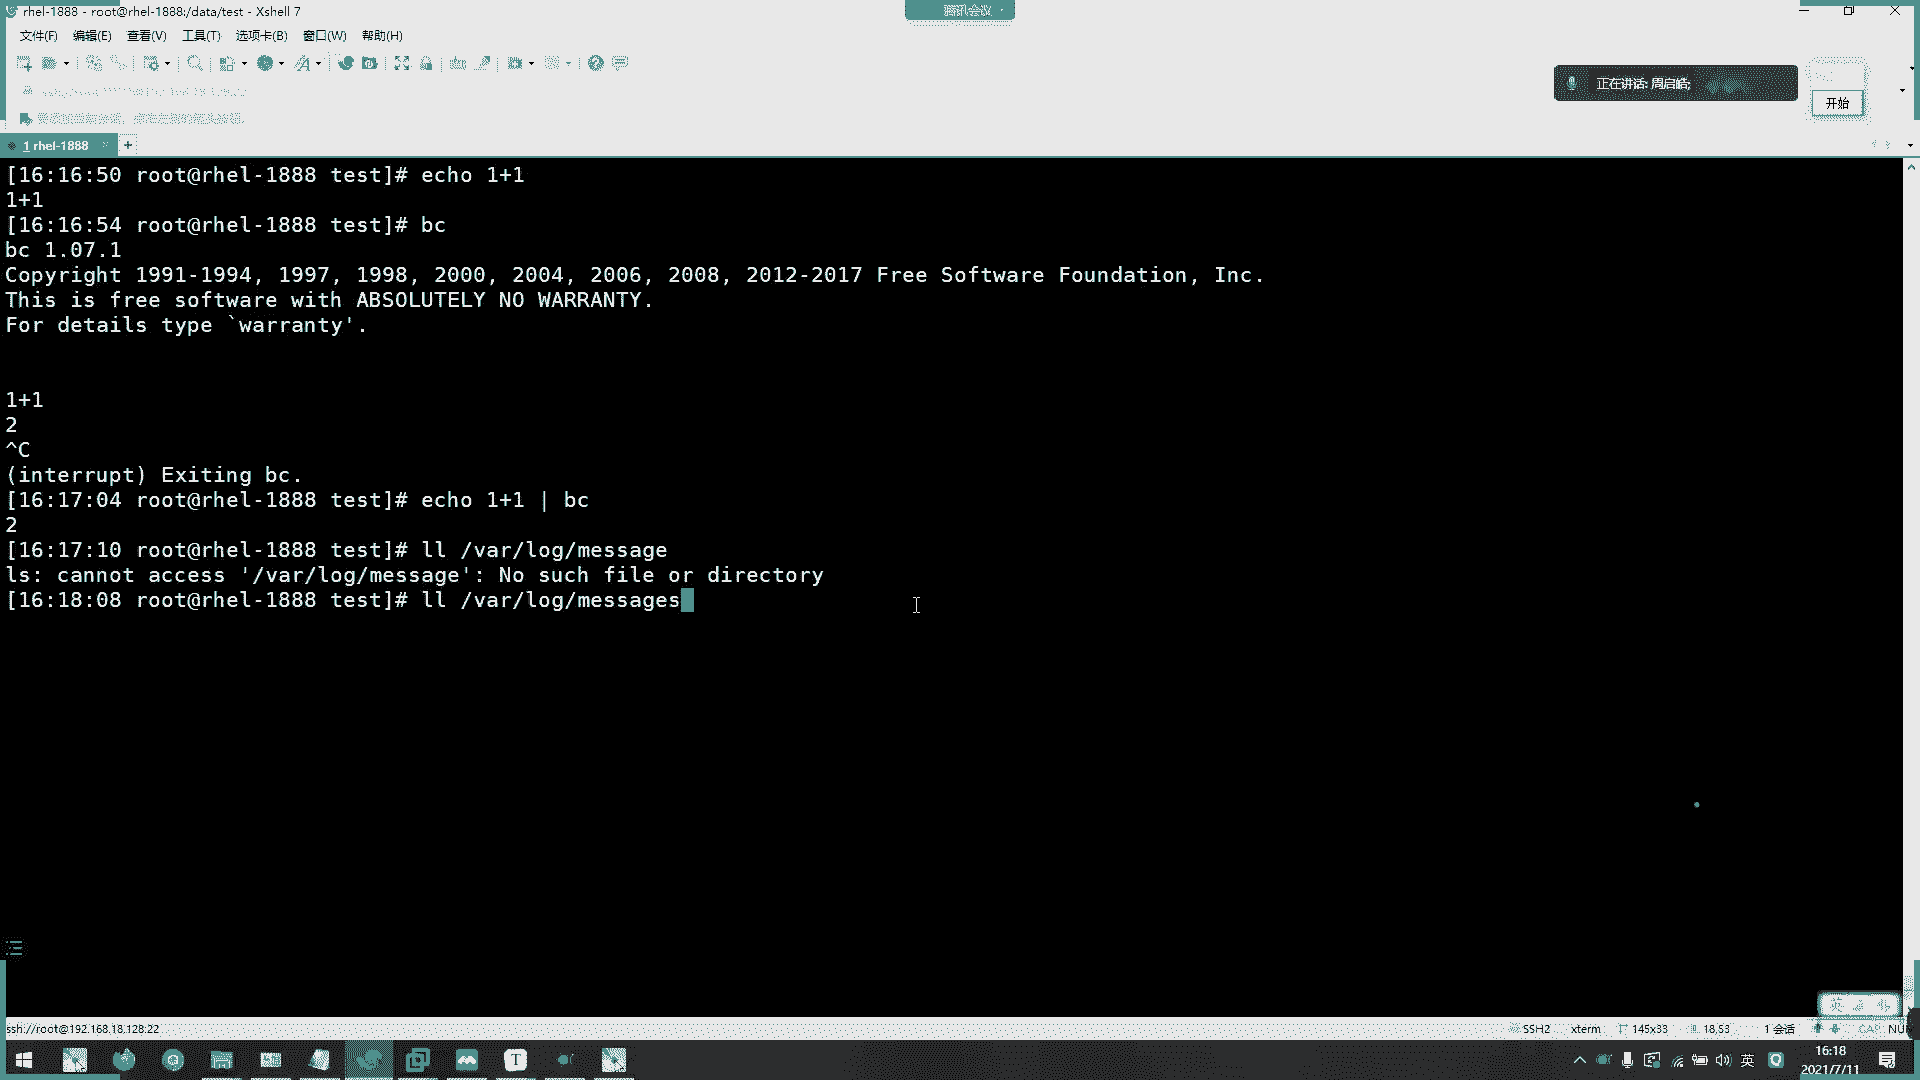 rhel-1888 - root@rhel-1888:/data/test - Xshell 7
腾讯会议
文件(F) 编辑(E) 查看(V) 工具(T) 选项卡(B) 窗口(W) 帮助(H)
正在讲话: 周启皓;
开始
1 rhel-1888
[16:16:50 root@rhel-1888 test]# echo 1+1
1+1
[16:16:54 root@rhel-1888 test]# bc
bc 1.07.1
Copyright 1991-1994, 1997, 1998, 2000, 2004, 2006, 2008, 2012-2017 Free Software Foundation, Inc.
This is free software with ABSOLUTELY NO WARRANTY.
For details type `warranty'.
1+1
2
^C
(interrupt) Exiting bc.
[16:17:04 root@rhel-1888 test]# echo 1+1 | bc
2
[16:17:10 root@rhel-1888 test]# ll /var/log/message
ls: cannot access '/var/log/message': No such file or directory
[16:18:08 root@rhel-1888 test]# ll /var/log/messages
英
ssh://root@192.168.18.128:22 SSH2 xterm 145x33 18,53 1 会话 CAP NUM
T 英 16:18
2021/7/11